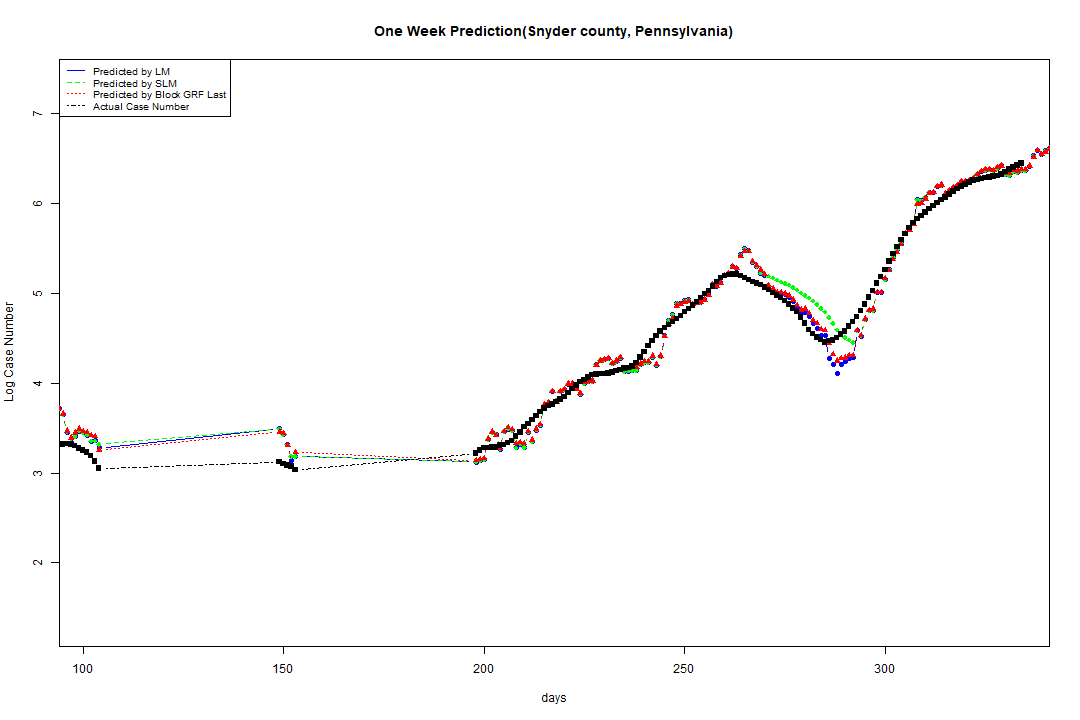 One Week Prediction(Snyder county, Pennsylvania)
Predicted by LM
Predicted by SLM
Predicted by Block GRF Last
Actual Case Number
7
6
5
4
3
2
Log Case Number
100 150 200 250 300
days